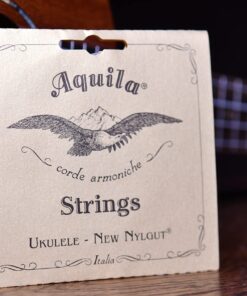 Aquila®
corde armoniche
Strings
UKULELE - NEW NYLGUT®
Italia